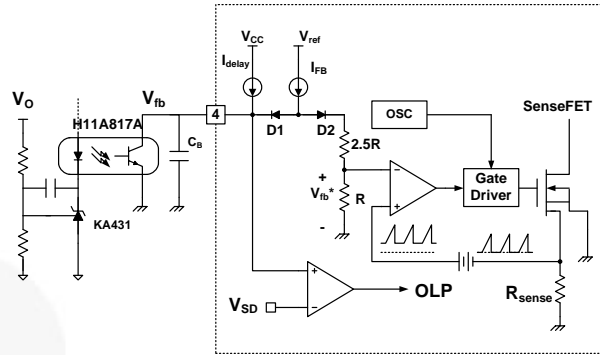 V_CC
V_ref
I_delay
I_FB
V_O
V_fb
H11A817A
4
D1
D2
C_B
2.5R
OSC
SenseFET
+
V_fb*
-
R
−
+
Gate
Driver
KA431
+
−
V_SD
OLP
R_sense